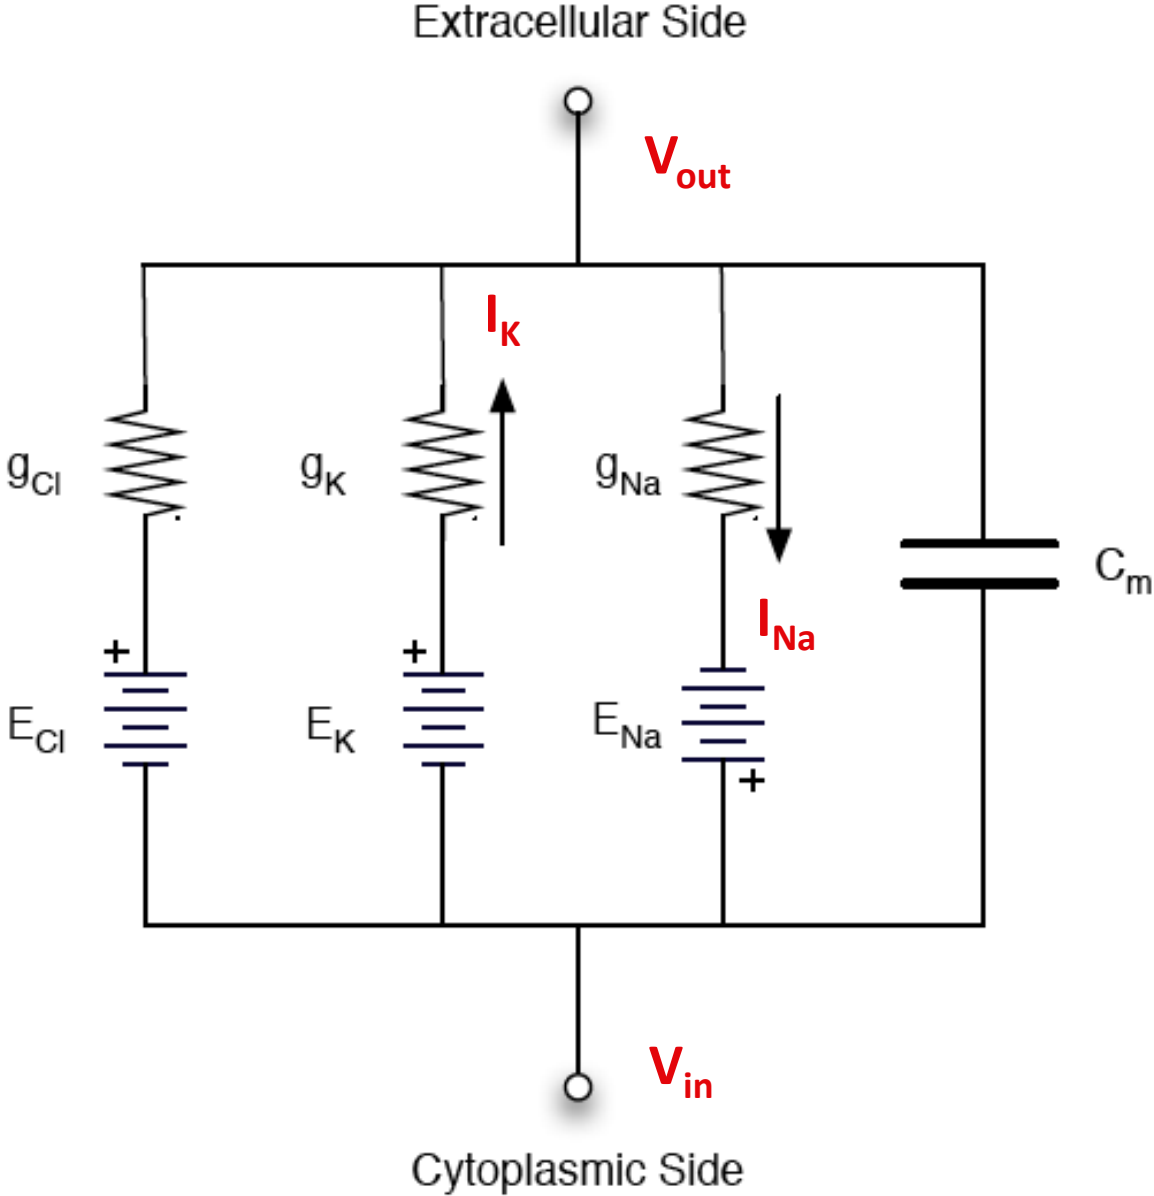 Extracellular Side
Vout
IK
gCl
gK
gNa
Cm
INa
+
+
ECl
EK
ENa
+
Vin
Cytoplasmic Side